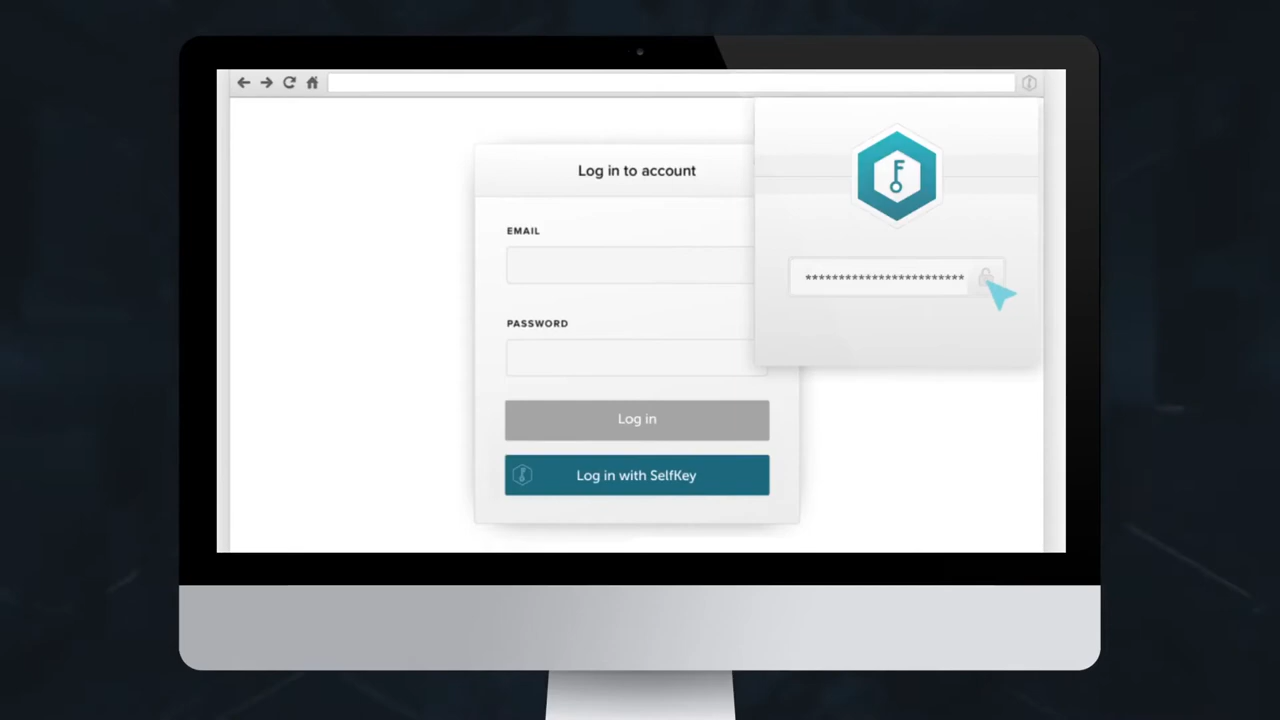 Log in to account
EMAIL
************************
PASSWORD
Log in
Log in with SelfKey